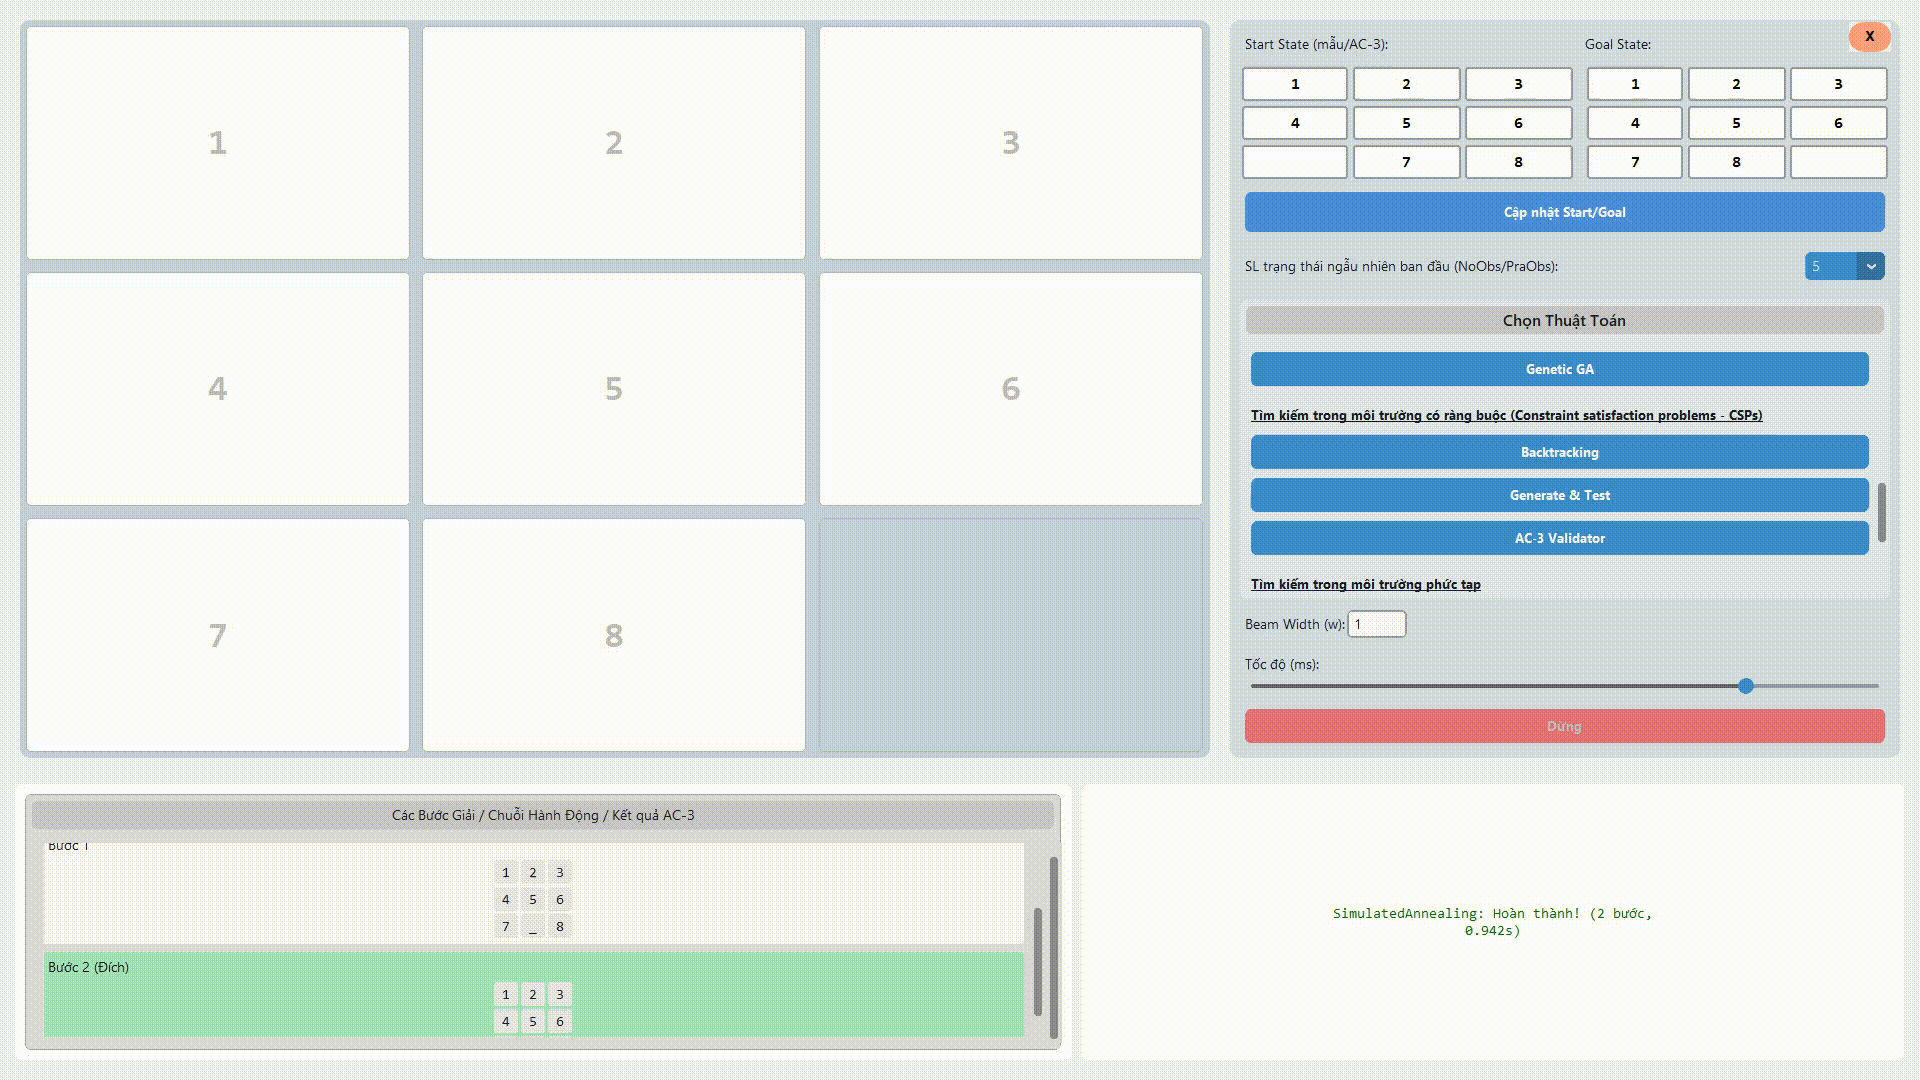 1 2 3
4 5 6
7 8
Start State (mẫu/AC-3):
1 2 3
4 5 6
7 8
Goal State:
1 2 3
4 5 6
7 8
X
Cập nhật Start/Goal
SL trạng thái ngẫu nhiên ban đầu (NoObs/PraObs):
5
Chọn Thuật Toán
Genetic GA
Tìm kiếm trong môi trường có ràng buộc (Constraint satisfaction problems - CSPs)
Backtracking
Generate & Test
AC-3 Validator
Tìm kiếm trong môi trường phức tạp
Beam Width (w): 1
Tốc độ (ms):
Dừng
Các Bước Giải / Chuỗi Hành Động / Kết quả AC-3
Bước 1
1 2 3
4 5 6
7 _ 8
Bước 2 (Đích)
1 2 3
4 5 6
SimulatedAnnealing: Hoàn thành! (2 bước,
0.942s)